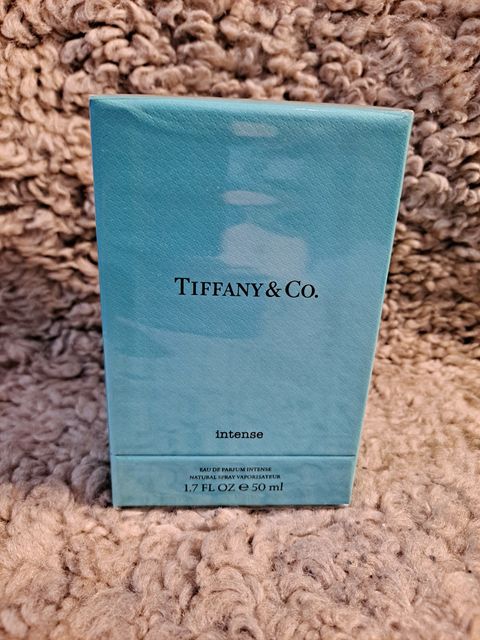 TIFFANY & CO.
intense
EAU DE PARFUM INTENSE
NATURAL SPRAY VAPORISATEUR
1.7 FL OZ ℮ 50 ml